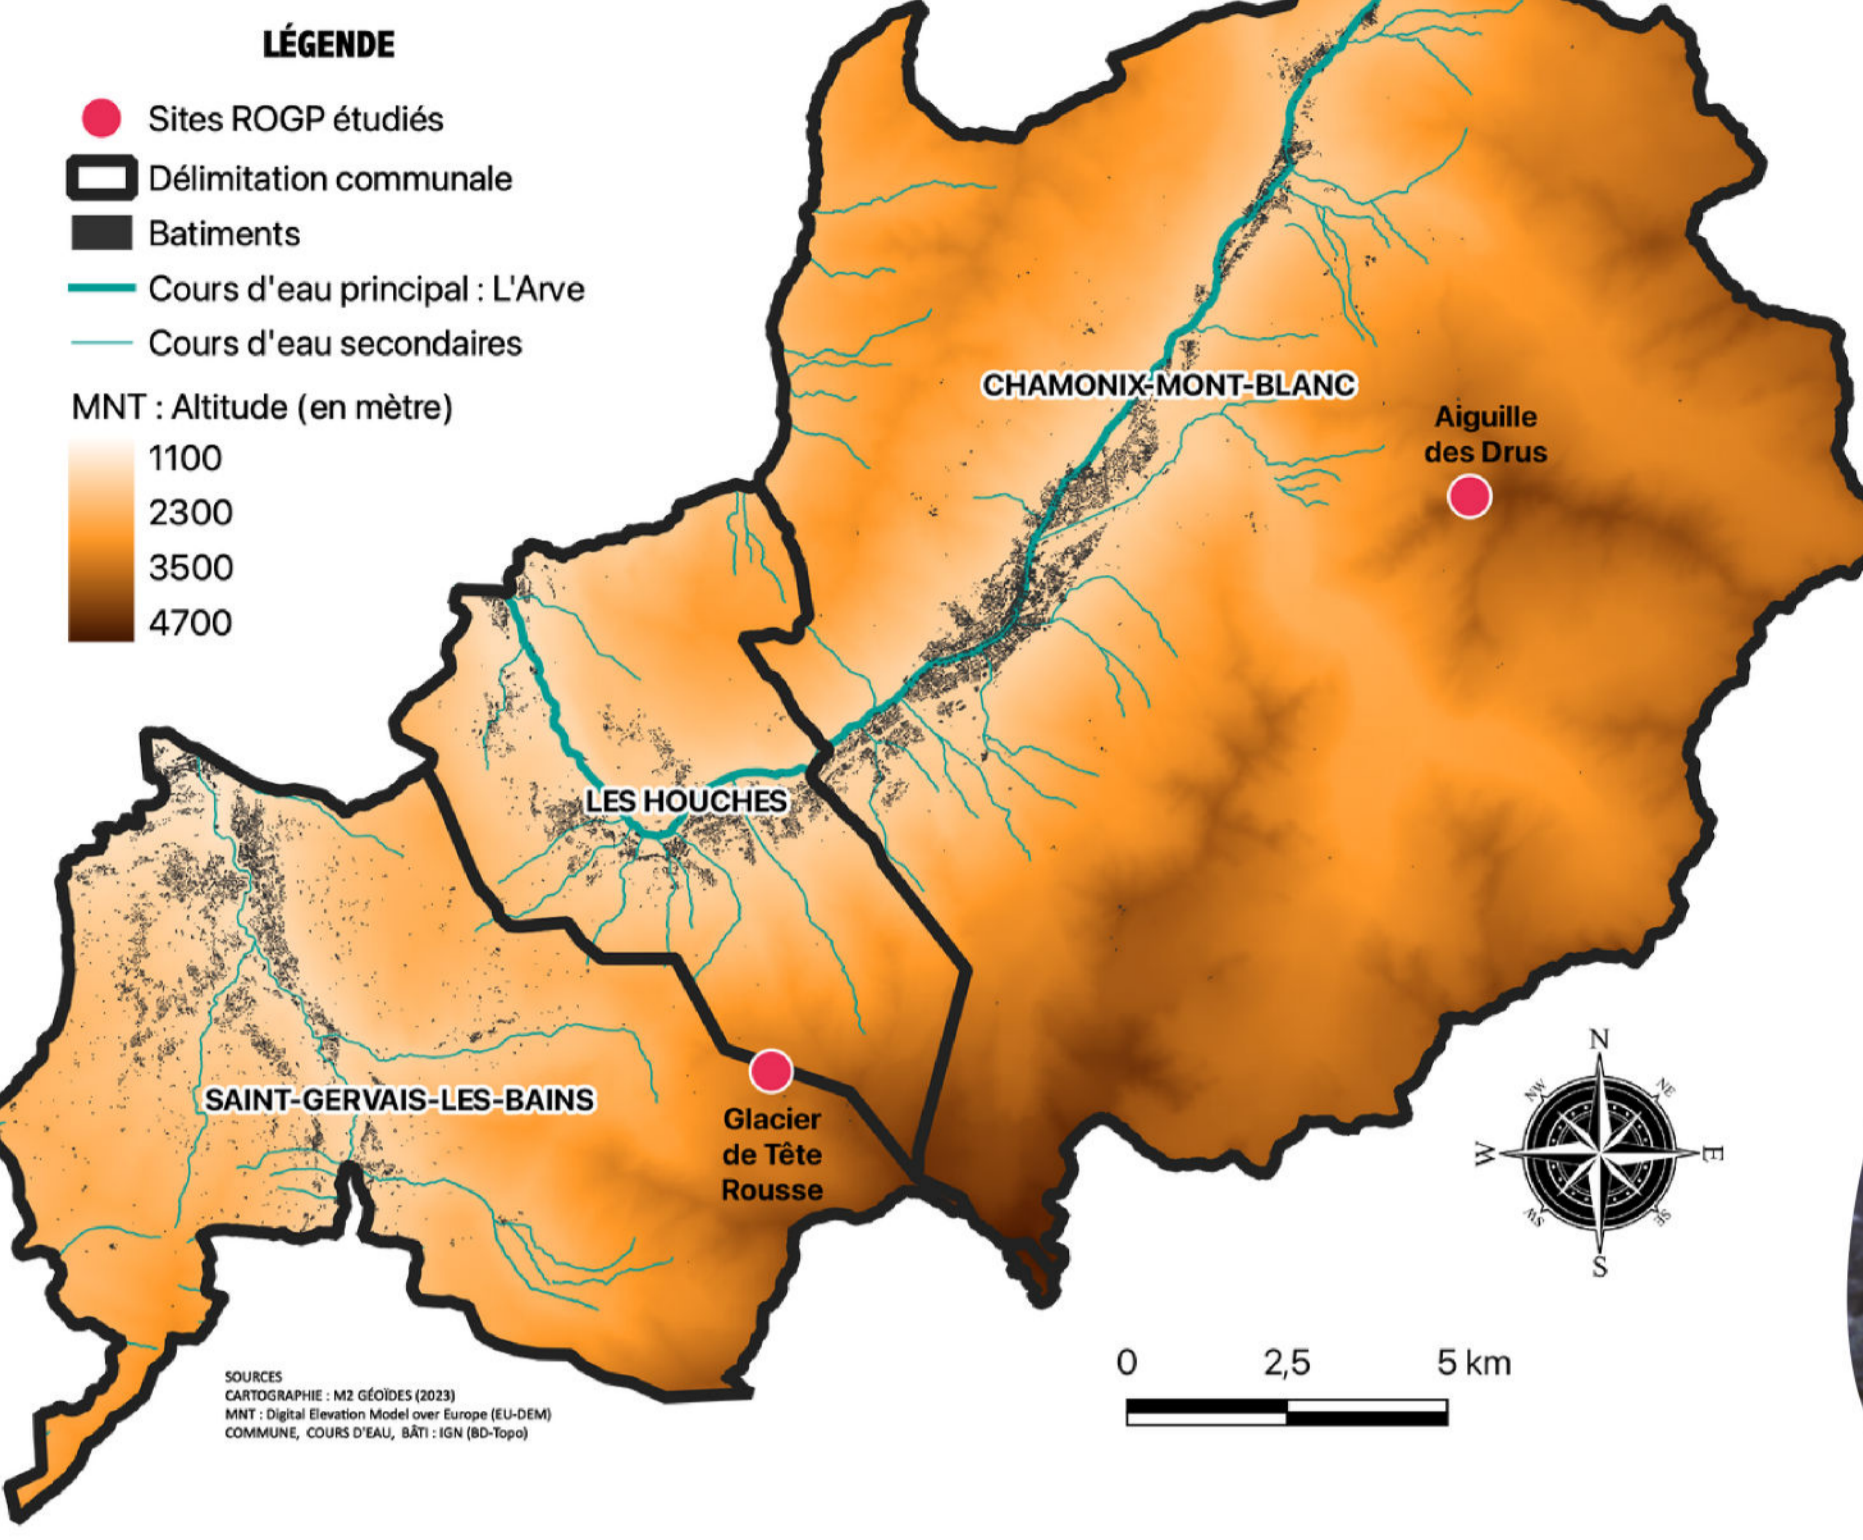 LÉGENDE
Sites ROGP étudiés
Délimitation communale
Batiments
Cours d'eau principal : L'Arve
Cours d'eau secondaires
MNT : Altitude (en mètre)
1100
2300
3500
4700
CHAMONIX-MONT-BLANC
Aiguille
des Drus
LES HOUCHES
SAINT-GERVAIS-LES-BAINS
Glacier
de Tête
Rousse
N
NW
NE
W
E
SW
SE
S
0 2,5 5 km
SOURCES
CARTOGRAPHIE : M2 GÉOÏDES (2023)
MNT : Digital Elevation Model over Europe (EU-DEM)
COMMUNE, COURS D'EAU, BÂTI : IGN (BD-Topo)